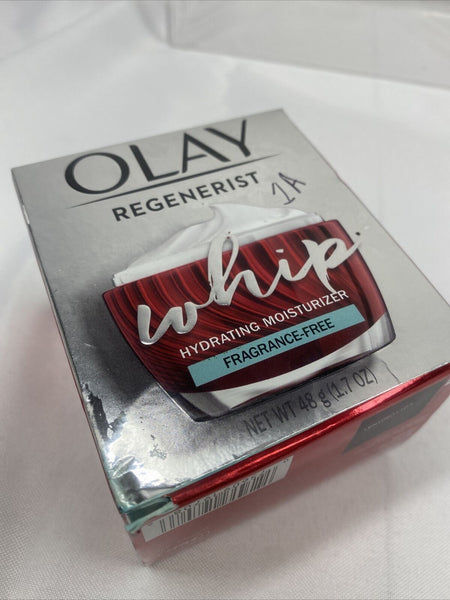 OLAY
REGENERIST
1A
whip
HYDRATING MOISTURIZER
FRAGRANCE-FREE
NET WT 48 g (1.7 OZ)